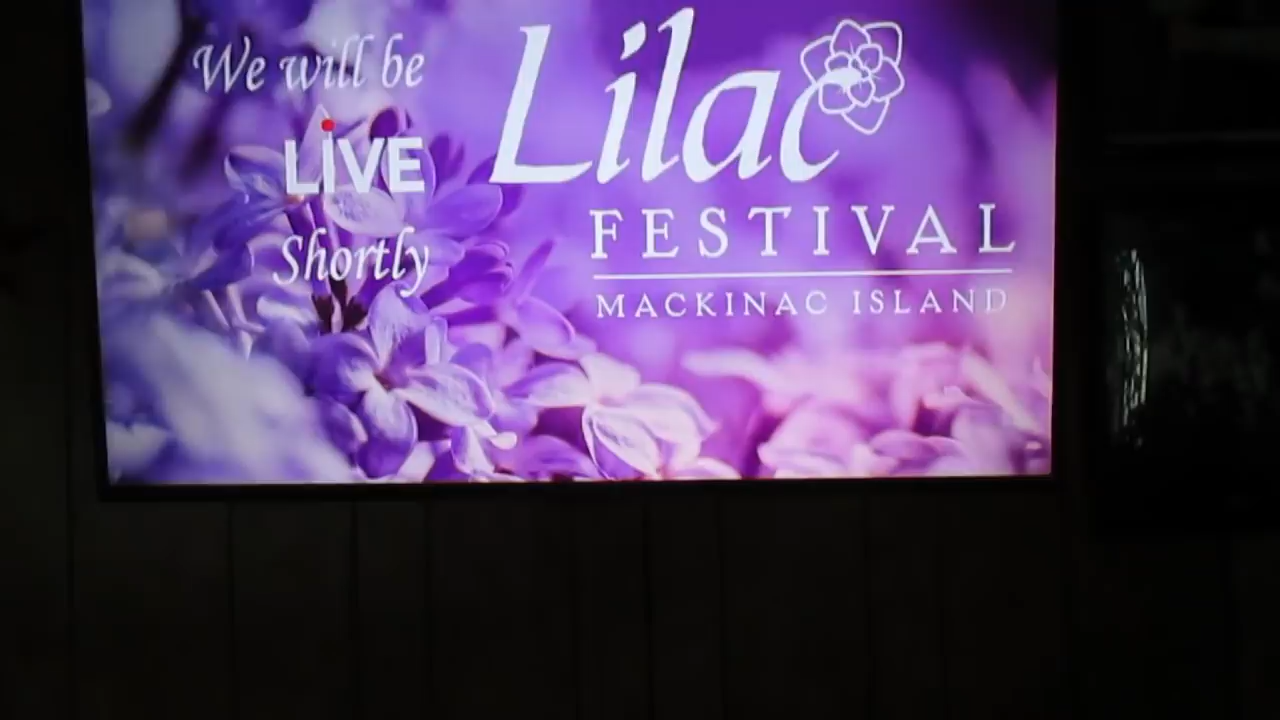 We will be
LIVE
Shortly
Lilac
FESTIVAL
MACKINAC ISLAND